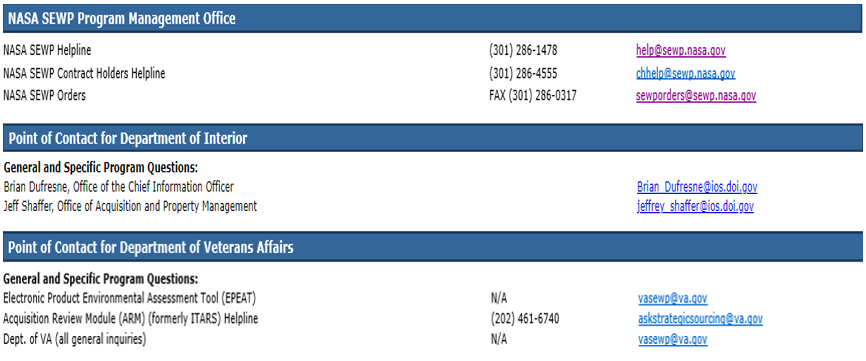 NASA SEWP Program Management Office
NASA SEWP Helpline (301) 286-1478 help@sewp.nasa.gov
NASA SEWP Contract Holders Helpline (301) 286-4555 chhelp@sewp.nasa.gov
NASA SEWP Orders FAX (301) 286-0317 sewporders@sewp.nasa.gov
Point of Contact for Department of Interior
General and Specific Program Questions:
Brian Dufresne, Office of the Chief Information Officer Brian_Dufresne@ios.doi.gov
Jeff Shaffer, Office of Acquisition and Property Management jeffrey_shaffer@ios.doi.gov
Point of Contact for Department of Veterans Affairs
General and Specific Program Questions:
Electronic Product Environmental Assessment Tool (EPEAT) N/A vasewp@va.gov
Acquisition Review Module (ARM) (formerly ITARS) Helpline (202) 461-6740 askstrategicsourcing@va.gov
Dept. of VA (all general inquiries) N/A vasewp@va.gov